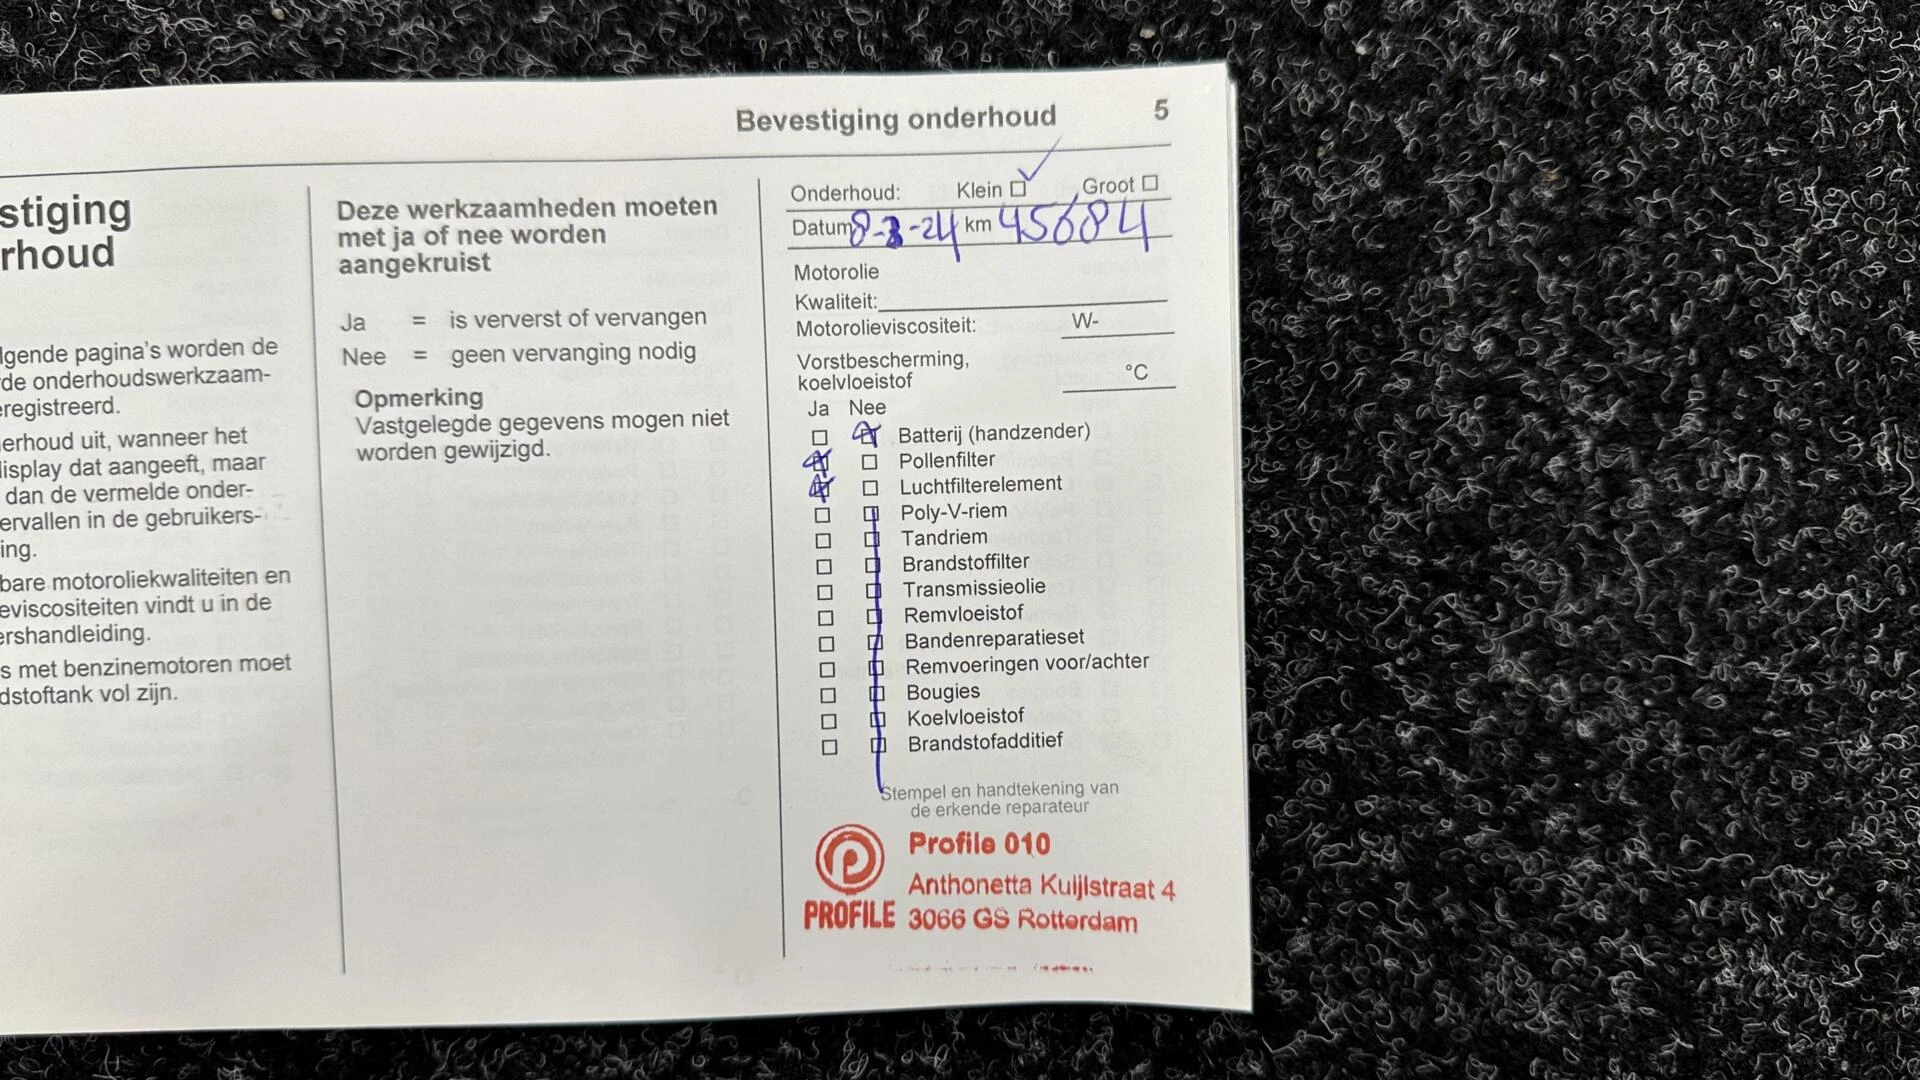 Bevestiging onderhoud 5
stiging
rhoud
lgende pagina's worden de
de onderhoudswerkzaam-
eregistreerd.
erhoud uit, wanneer het
display dat aangeeft, maar
dan de vermelde onder-
ervallen in de gebruikers-
ing.
bare motoroliekwaliteiten en
eviscositeiten vindt u in de
ershandleiding.
s met benzinemotoren moet
dstoftank vol zijn.
Deze werkzaamheden moeten
met ja of nee worden
aangekruist
Ja = is ververst of vervangen
Nee = geen vervanging nodig
Opmerking
Vastgelegde gegevens mogen niet
worden gewijzigd.
Onderhoud: Klein Groot
Datum km 45684
Motorolie
Kwaliteit:
Motorolieviscositeit: W-
Vorstbescherming,
koelvloeistof °C
Ja Nee
Batterij (handzender)
Pollenfilter
Luchtfilterelement
Poly-V-riem
Tandriem
Brandstoffilter
Transmissieolie
Remvloeistof
Bandenreparatieset
Remvoeringen voor/achter
Bougies
Koelvloeistof
Brandstofadditief
Stempel en handtekening van
de erkende reparateur
Profile 010
Anthonetta Kuijlstraat 4
PROFILE 3066 GS Rotterdam